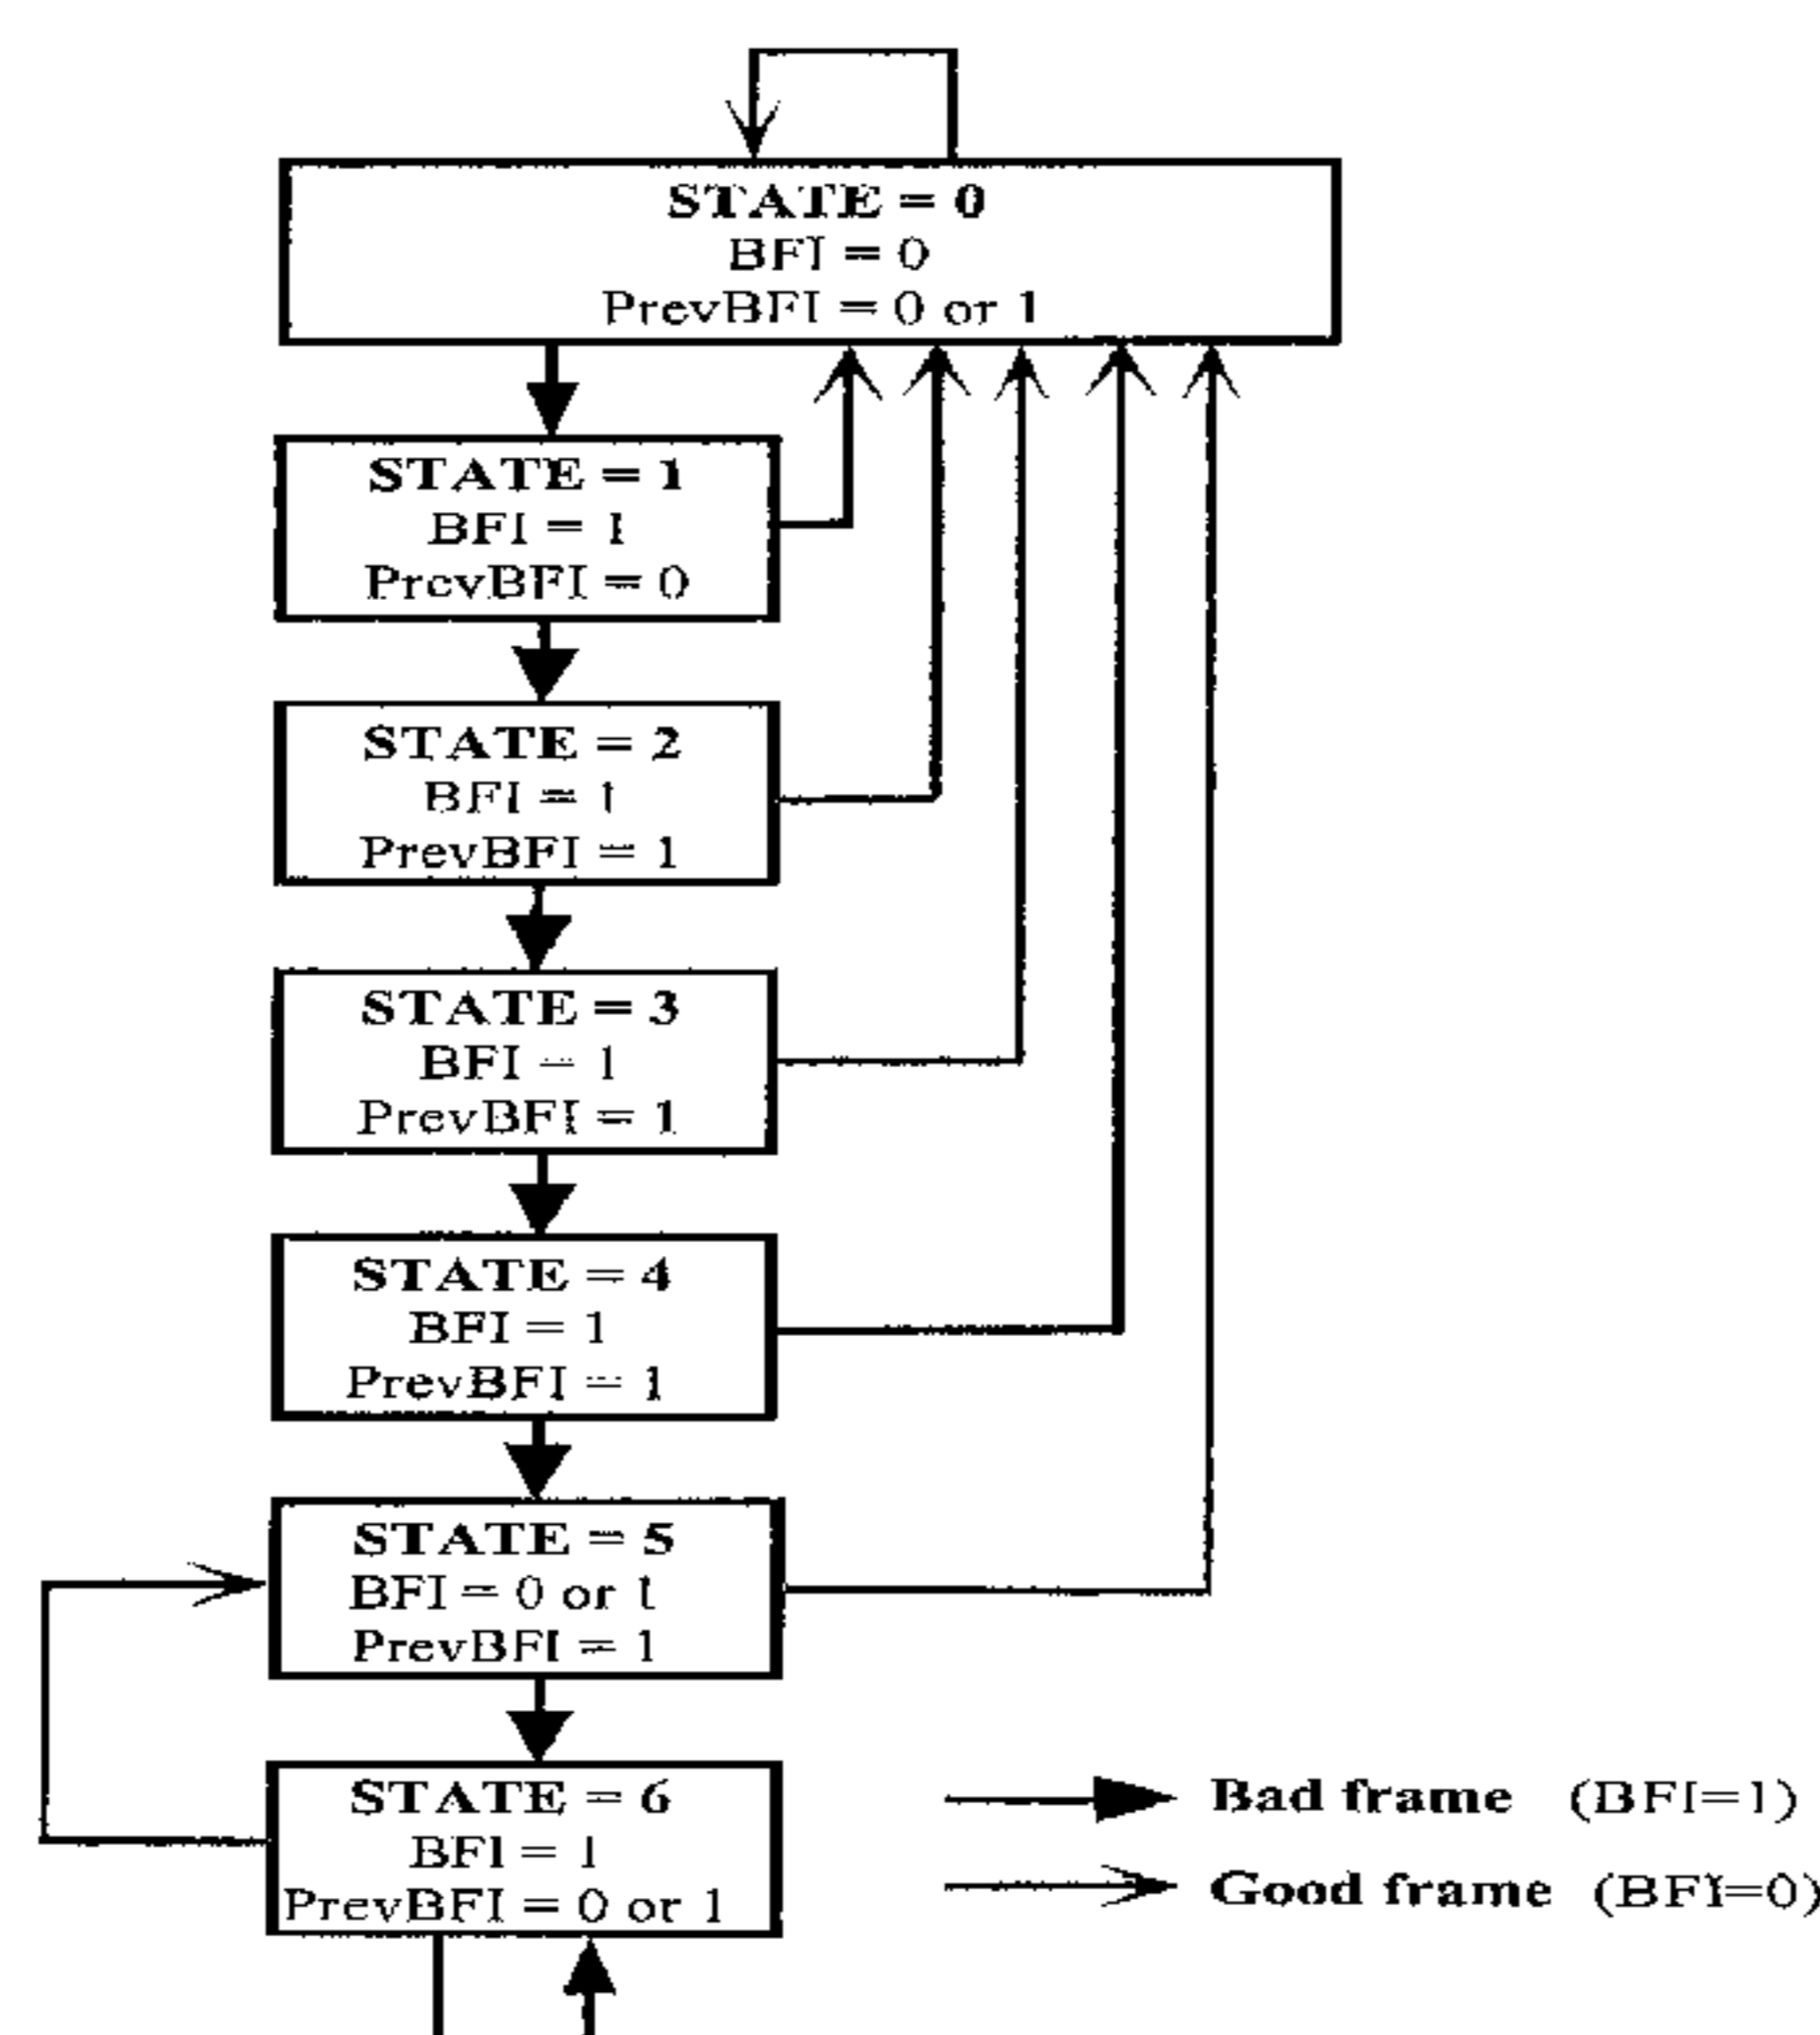 STATE = 0
BFI = 0
PrevBFI = 0 or 1
STATE = 1
BFI = 1
PrevBFI = 0
STATE = 2
BFI = 1
PrevBFI = 1
STATE = 3
BFI = 1
PrevBFI = 1
STATE = 4
BFI = 1
PrevBFI = 1
STATE = 5
BFI = 0 or 1
PrevBFI = 1
STATE = 6
BFI = 1
PrevBFI = 0 or 1
Bad frame (BFI=1)
Good frame (BFI=0)